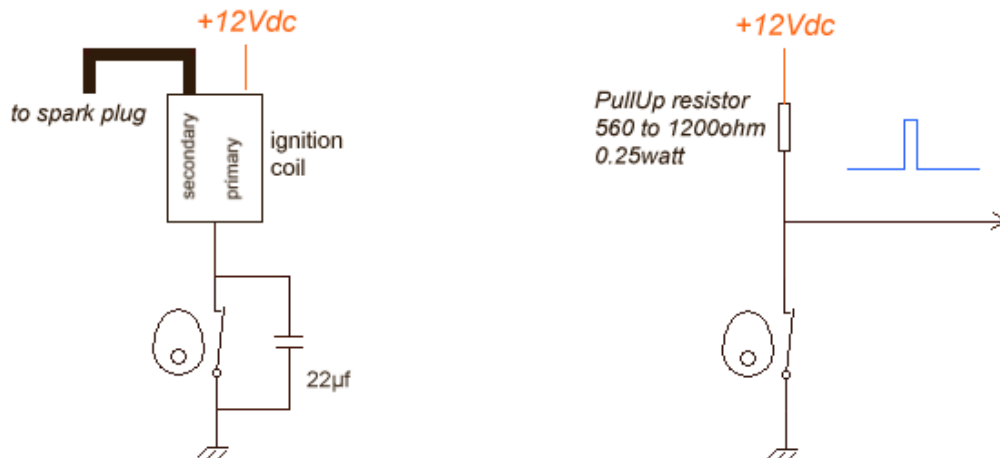 +12Vdc
to spark plug
secondary
primary
ignition
coil
22µf
+12Vdc
PullUp resistor
560 to 1200ohm
0.25watt